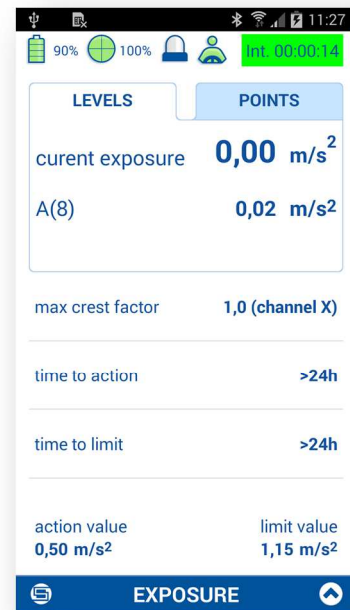 11:27
90% 100% Int. 00:00:14
LEVELS POINTS
curent exposure 0,00 m/s2
A(8) 0,02 m/s2
max crest factor 1,0 (channel X)
time to action >24h
time to limit >24h
action value limit value
0,50 m/s2 1,15 m/s2
EXPOSURE